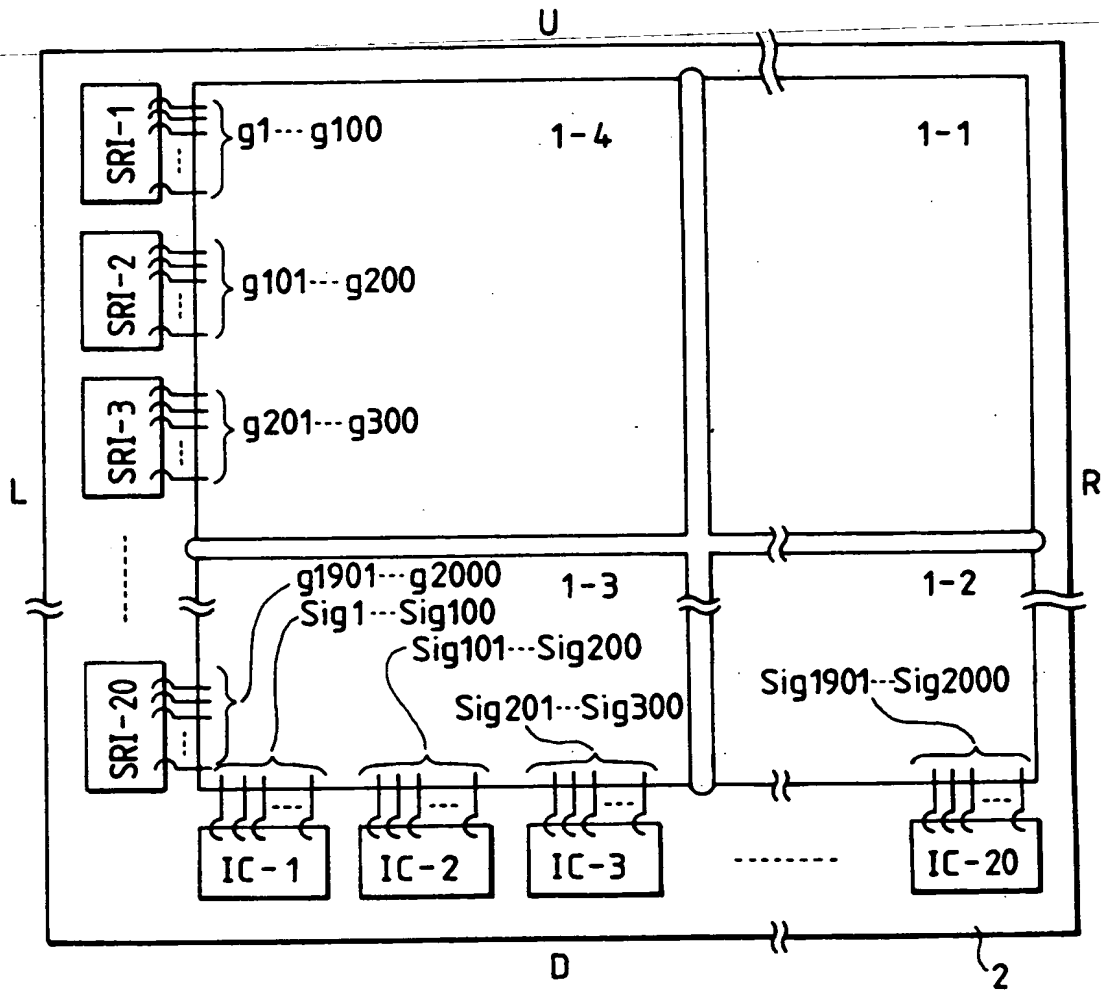 U
SRI-1
g1···g100
1-4
1-1
SRI-2
g101···g200
SRI-3
g201···g300
L
R
g1901···g2000
1-3
1-2
Sig1···Sig100
Sig101···Sig200
Sig201···Sig300
Sig1901···Sig2000
SRI-20
IC-1
IC-2
IC-3
IC-20
D
2